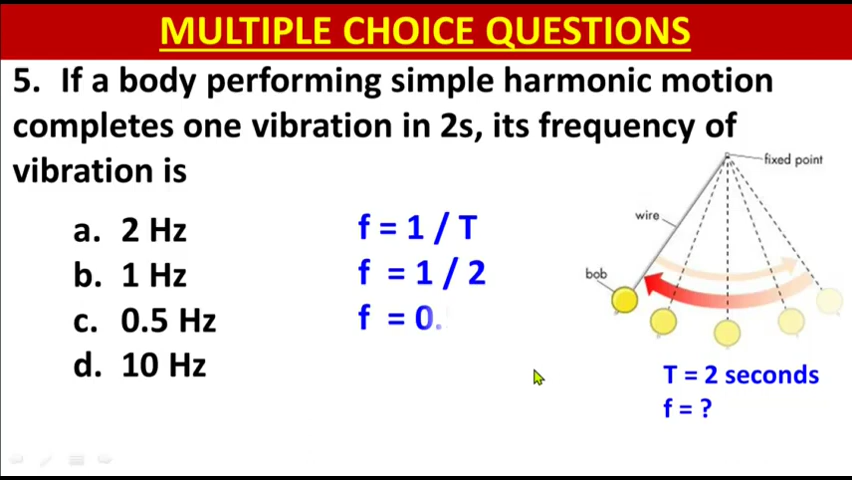 MULTIPLE CHOICE QUESTIONS
5. If a body performing simple harmonic motion
completes one vibration in 2s, its frequency of
vibration is
a. 2 Hz
b. 1 Hz
c. 0.5 Hz
d. 10 Hz
f = 1 / T
f = 1 / 2
f = 0.
fixed point
wire
bob
T = 2 seconds
f = ?